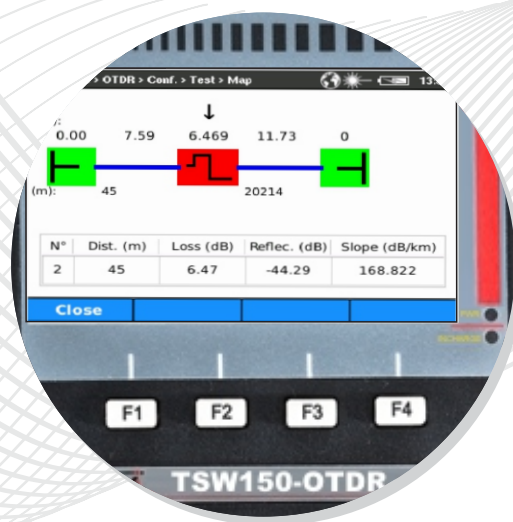 > OTDR > Conf. > Test > Map 13:
y:
0.00 7.59 6.469 11.73 0
(m): 45 20214
N° Dist. (m) Loss (dB) Reflec. (dB) Slope (dB/km)
2 45 6.47 -44.29 168.822
Close
F1 F2 F3 F4
TSW150-OTDR